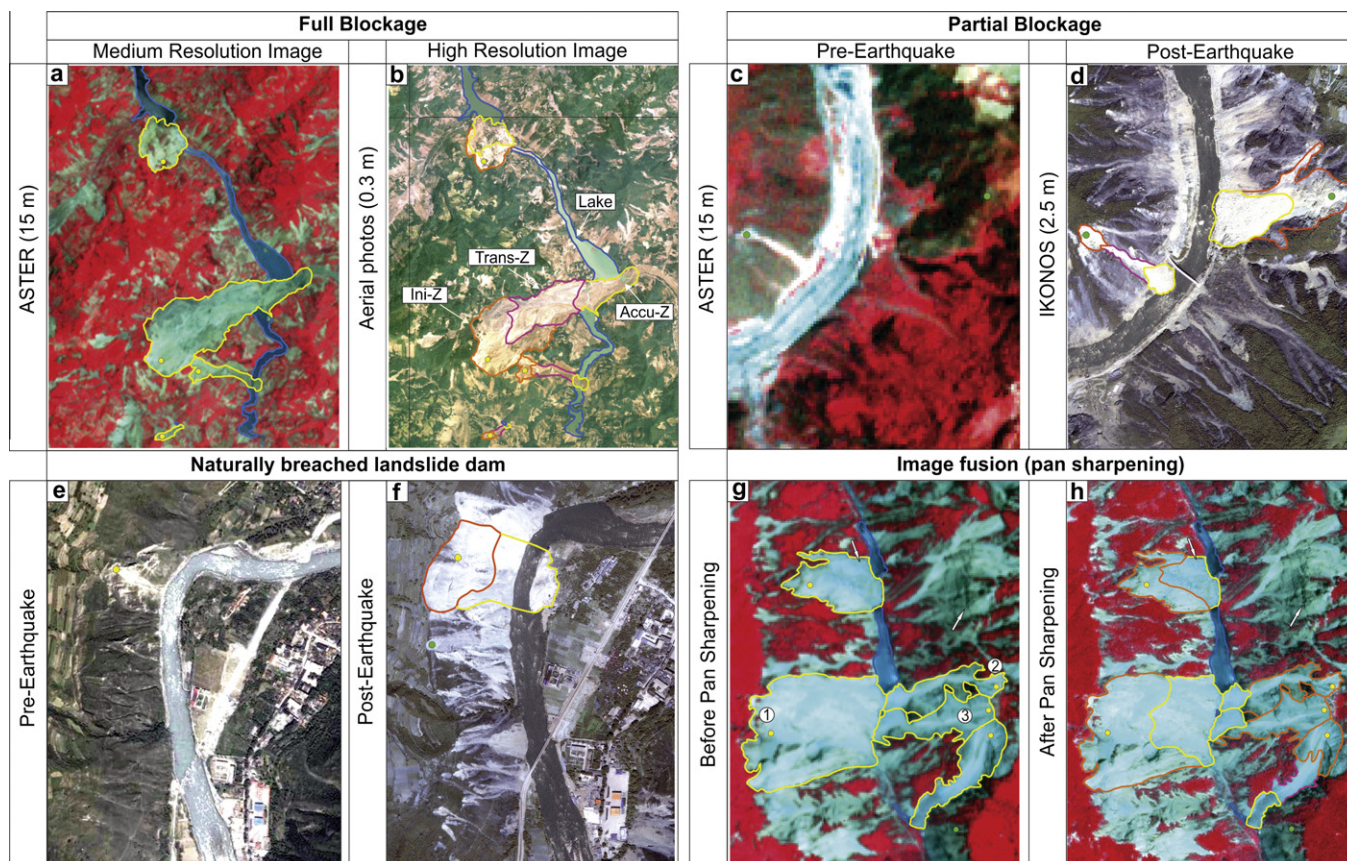 Full Blockage
Partial Blockage
Medium Resolution Image
High Resolution Image
Pre-Earthquake
Post-Earthquake
ASTER (15 m)
a
Aerial photos (0.3 m)
b
Lake
Trans-Z
Ini-Z
Accu-Z
ASTER (15 m)
c
IKONOS (2.5 m)
d
Naturally breached landslide dam
Image fusion (pan sharpening)
Pre-Earthquake
e
Post-Earthquake
f
Before Pan Sharpening
g
1
2
3
After Pan Sharpening
h